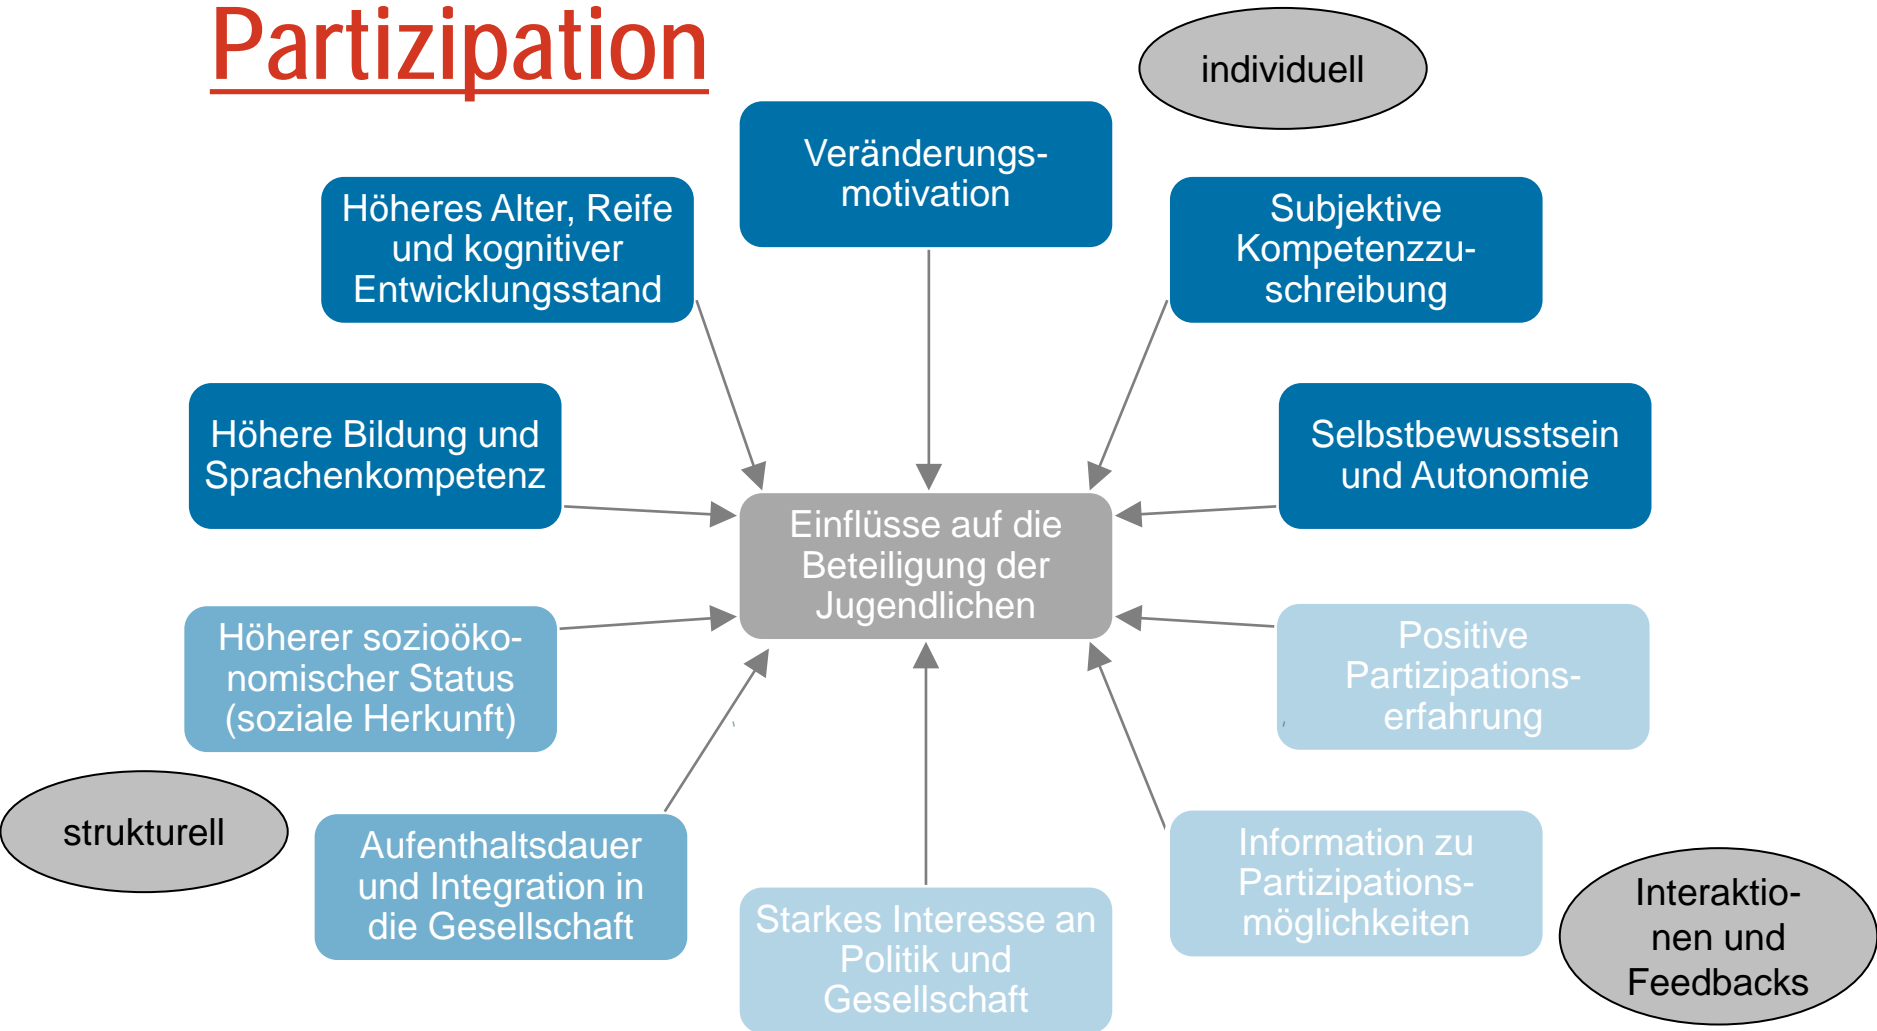 Partizipation
individuell
Veränderungs-
motivation
Höheres Alter, Reife
und kognitiver
Entwicklungsstand
Subjektive
Kompetenzzu-
schreibung
Höhere Bildung und
Sprachenkompetenz
Selbstbewusstsein
und Autonomie
Einflüsse auf die
Beteiligung der
Jugendlichen
Höherer sozioöko-
nomischer Status
(soziale Herkunft)
Positive
Partizipations-
erfahrung
strukturell
Aufenthaltsdauer
und Integration in
die Gesellschaft
Starkes Interesse an
Politik und
Gesellschaft
Information zu
Partizipations-
möglichkeiten
Interaktio-
nen und
Feedbacks